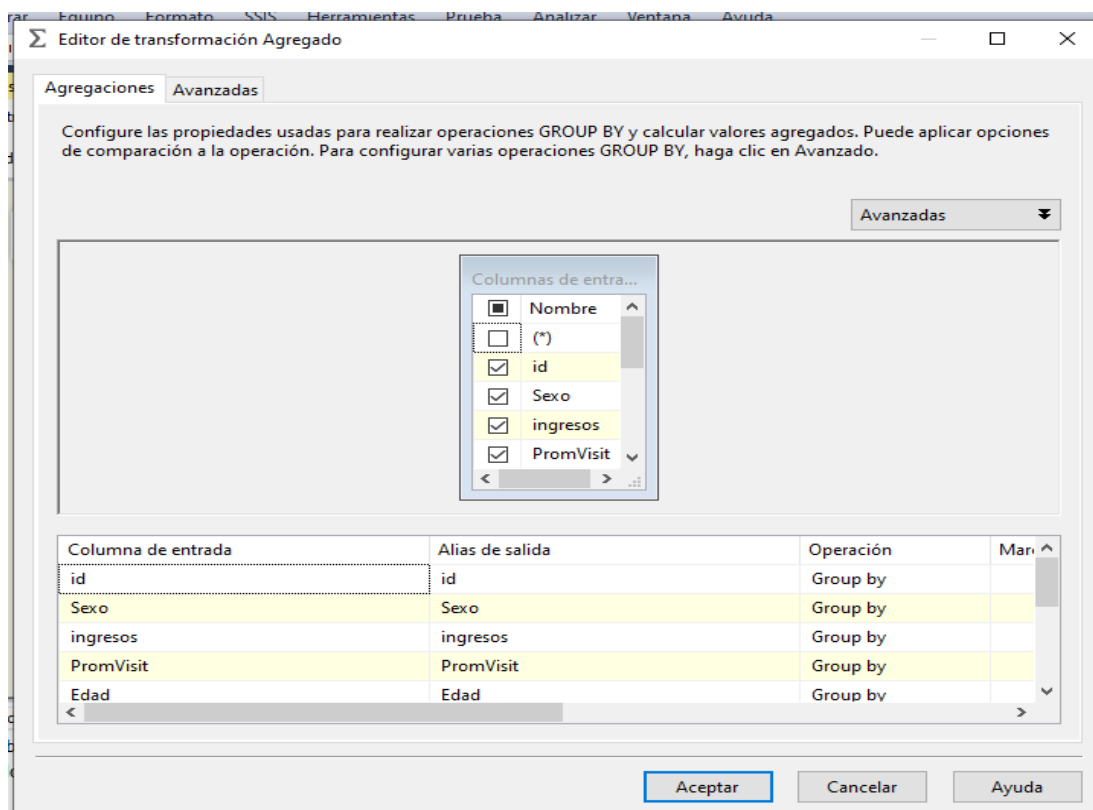 Equipo Formato SSIS Herramientas Prueba Analizar Ventana Ayuda
Editor de transformación Agregado
Agregaciones Avanzadas
Configure las propiedades usadas para realizar operaciones GROUP BY y calcular valores agregados. Puede aplicar opciones
de comparación a la operación. Para configurar varias operaciones GROUP BY, haga clic en Avanzado.
Avanzadas
Columnas de entra...
Nombre
(*)
id
Sexo
ingresos
PromVisit
Columna de entrada Alias de salida Operación
id id Group by
Sexo Sexo Group by
ingresos ingresos Group by
PromVisit PromVisit Group by
Edad Edad Group by
Aceptar Cancelar Ayuda